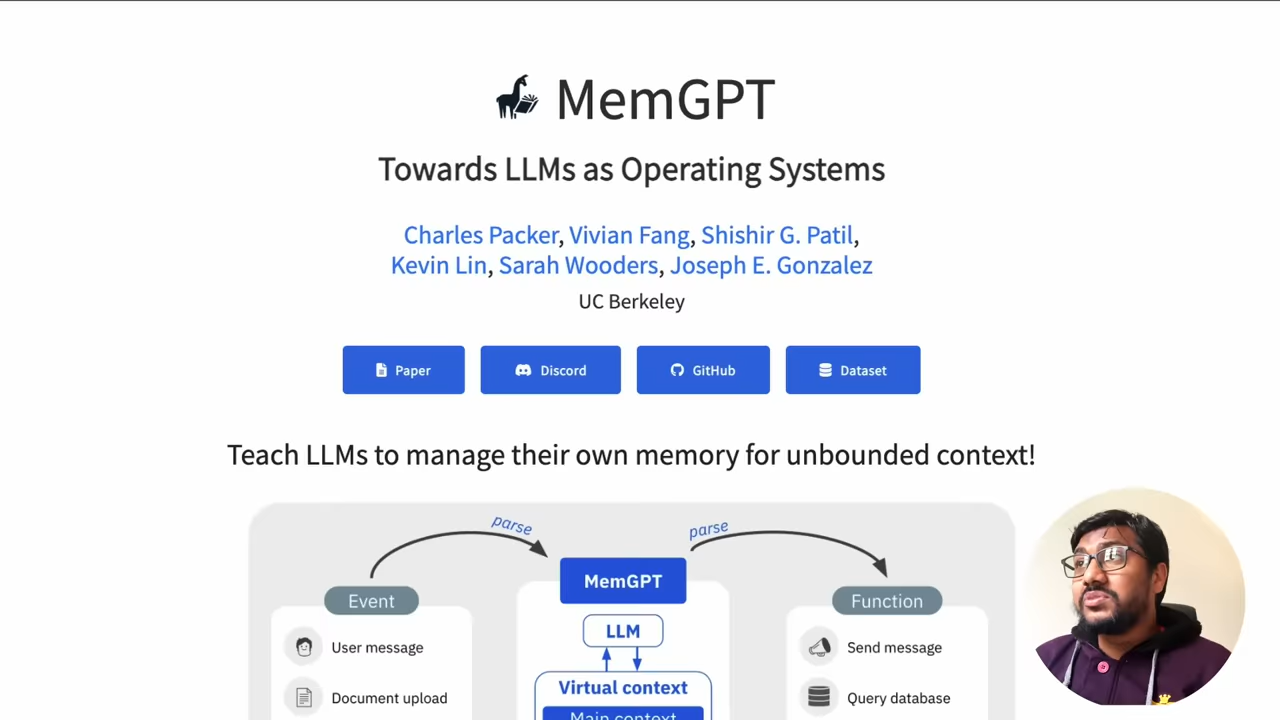 MemGPT
Towards LLMs as Operating Systems
Charles Packer, Vivian Fang, Shishir G. Patil,
Kevin Lin, Sarah Wooders, Joseph E. Gonzalez
UC Berkeley
Paper
Discord
GitHub
Dataset
Teach LLMs to manage their own memory for unbounded context!
parse
parse
MemGPT
Event
Function
LLM
User message
Send message
Virtual context
Document upload
Query database
Main context